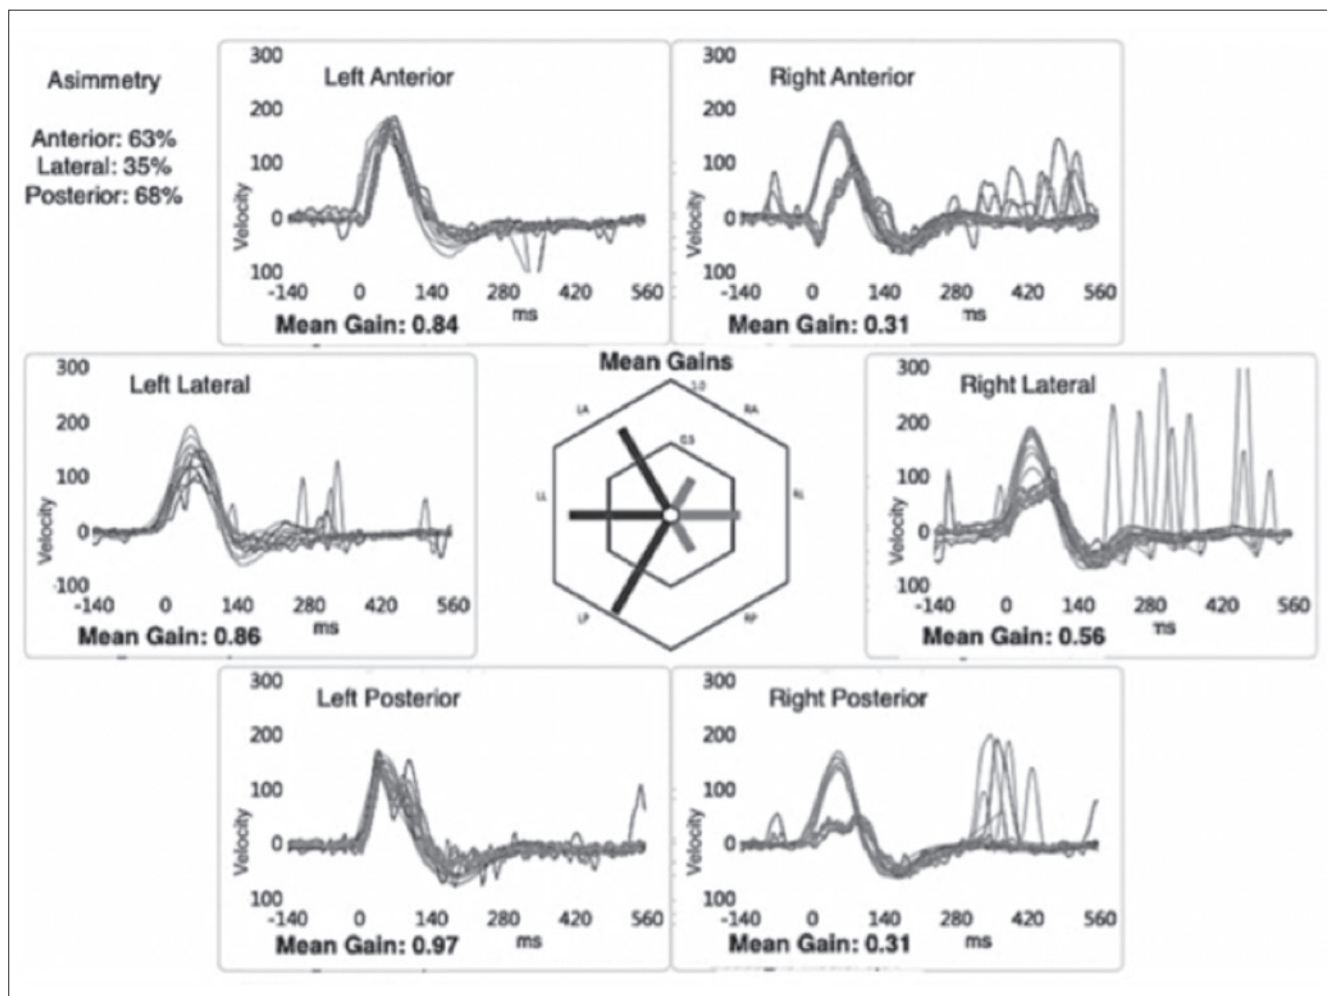 Asimmetry
Anterior: 63%
Lateral: 35%
Posterior: 68%
Left Anterior
300
200
100
0
100
Velocity
-140 0 140 280 420 560
ms
Mean Gain: 0.84
Right Anterior
300
200
100
0
100
Velocity
-140 0 140 280 420 560
ms
Mean Gain: 0.31
Left Lateral
300
200
100
0
-100
Velocity
-140 0 140 280 420 560
ms
Mean Gain: 0.86
Mean Gains
1.0
LA RA
0.5
LL RL
LP RP
Right Lateral
300
200
100
0
100
Velocity
-140 0 140 280 420 560
ms
Mean Gain: 0.56
Left Posterior
300
200
100
0
100
Velocity
-140 0 140 280 420 560
ms
Mean Gain: 0.97
Right Posterior
300
200
100
0
100
Velocity
-140 0 140 280 420 560
ms
Mean Gain: 0.31